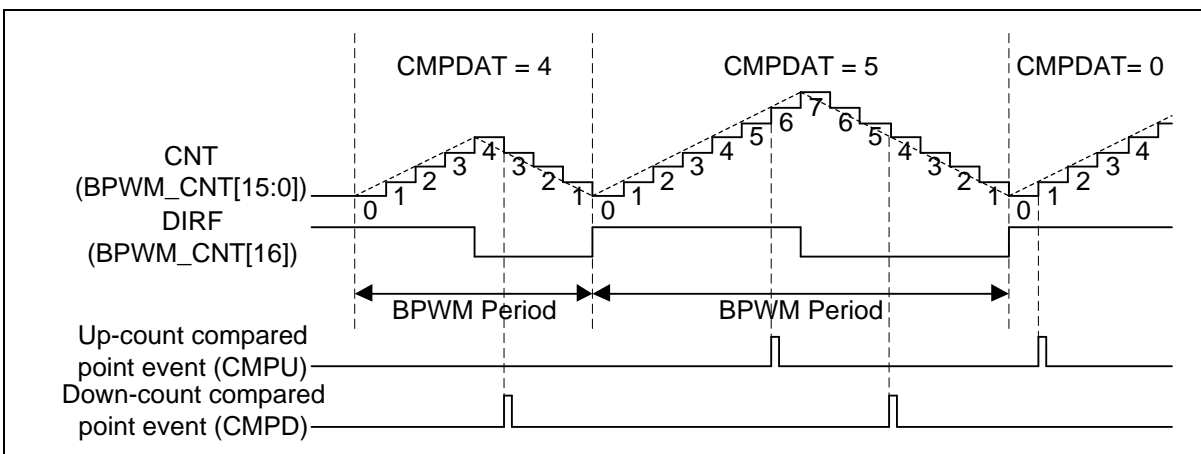 CMPDAT = 4 CMPDAT = 5 CMPDAT= 0
0 1 2 3 4 3 2 1 0 1 2 3 4 5 6 7 6 5 4 3 2 1 0 1 2 3 4
CNT
(BPWM_CNT[15:0])
DIRF
(BPWM_CNT[16])
BPWM Period BPWM Period
Up-count compared
point event (CMPU)
Down-count compared
point event (CMPD)